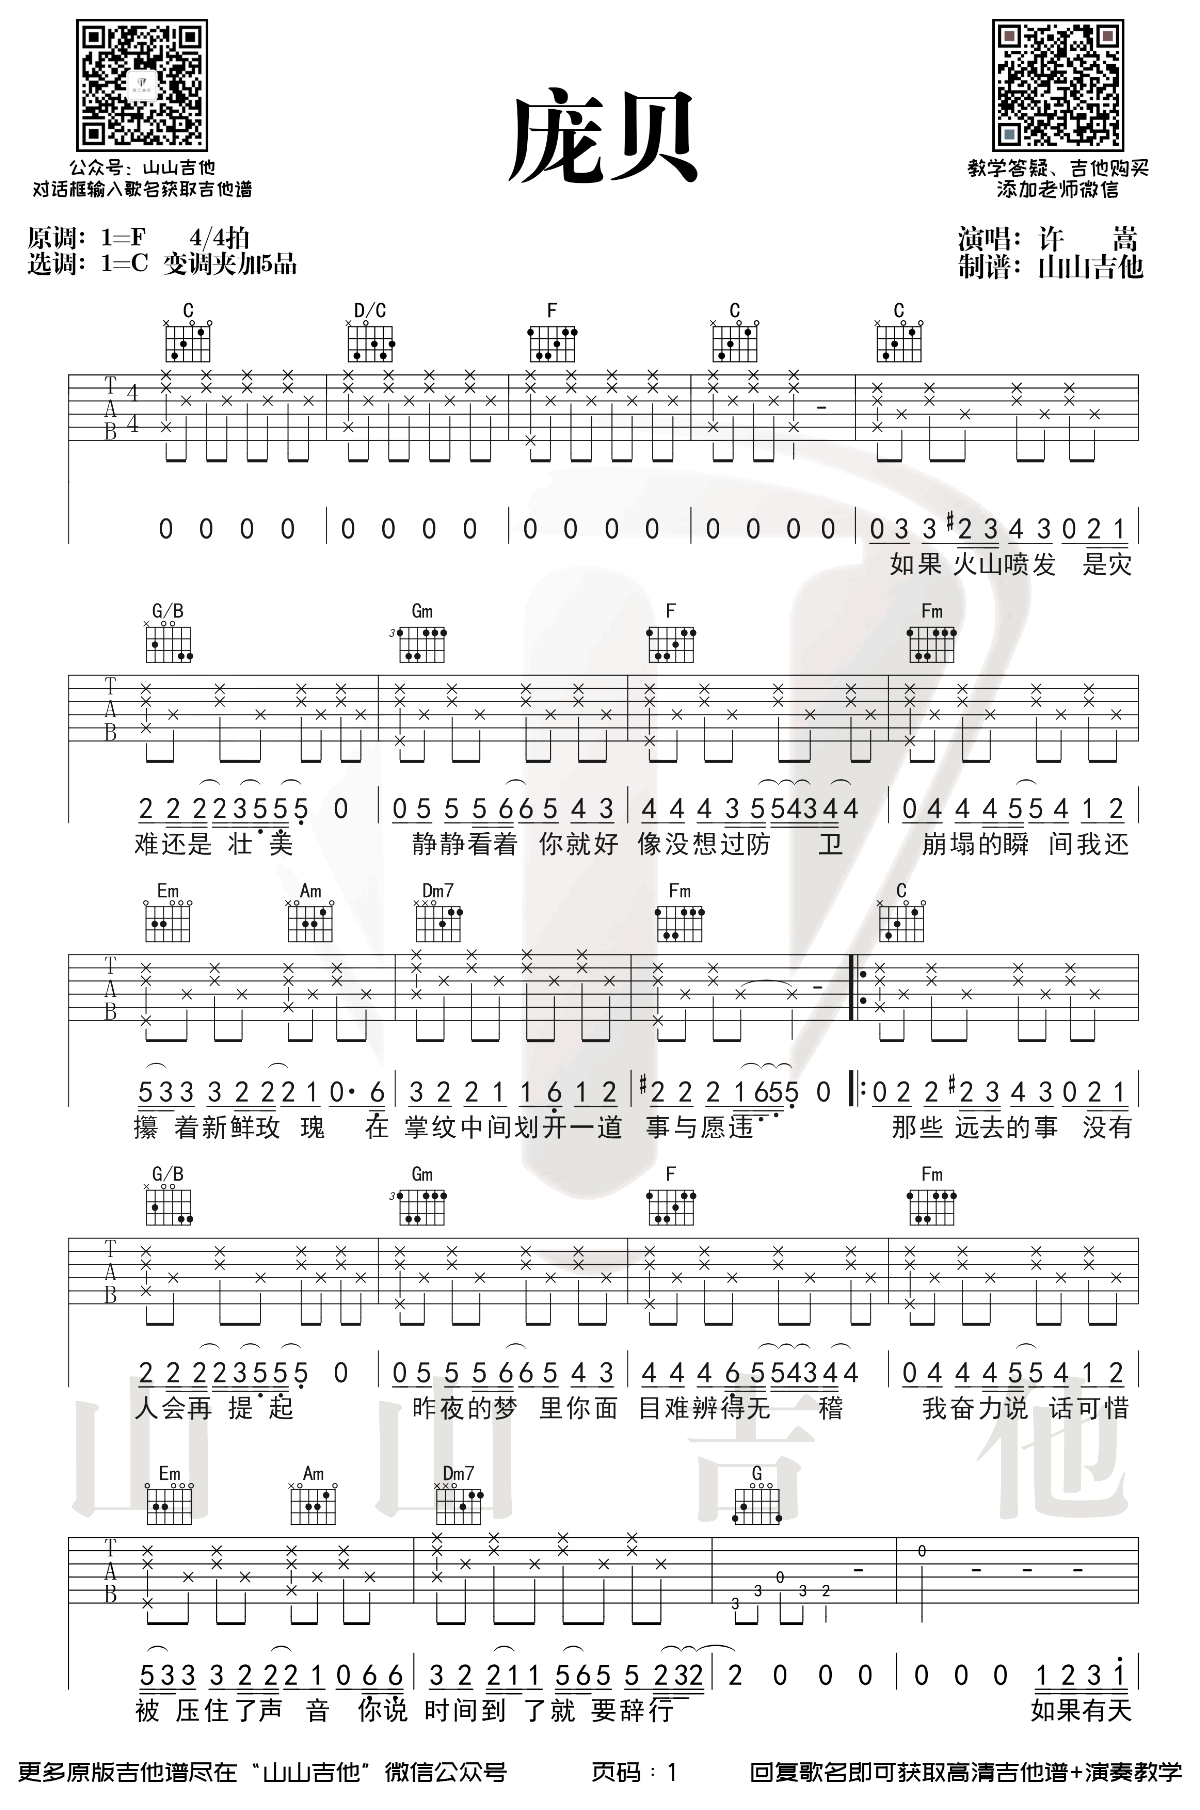 庞贝
公众号：山山吉他
对话框输入歌名获取吉他谱
教学答疑、吉他购买
添加老师微信
原调：1=F 4/4拍
选调：1=C 变调夹加5品
演唱：许 嵩
制谱：山山吉他
C D/C F C C
T A B 4 4
0 0 0 0 0 0 0 0 0 0 0 0 0 0 0 0 0 3 3 #2 3 4 3 0 2 1
如果 火山喷发 是灾
G/B Gm F Fm
3
T A B
2 2 2 2 3 5 5 5 0 0 5 5 5 6 6 5 4 3 4 4 4 3 5 5 4 3 4 4 0 4 4 4 5 5 4 1 2
难还是 壮 美 静静看着 你就好 像没想过防 卫 崩塌的瞬 间我还
Em Am Dm7 Fm C
T A B
5 3 3 3 2 2 2 1 0· 6 3 2 2 1 1 6 1 2 #2 2 2 1 6 5 5 0 0 2 2 #2 3 4 3 0 2 1
攥 着新鲜玫 瑰 在 掌纹中间划开一道 事与愿违 那些 远去的事 没有
G/B Gm F Fm
3
T A B
2 2 2 2 3 5 5 5 0 0 5 5 5 6 6 5 4 3 4 4 4 6 5 5 4 3 4 4 0 4 4 4 5 5 4 1 2
人会再 提 起 昨夜的梦 里你面 目难辨得无 稽 我奋力说 话可惜
Em Am Dm7 G
T A B 3 3 0 3 2 0
5 3 3 3 2 2 2 1 0 6 6 3 2 2 1 1 5 6 5 5 2 3 2 2 0 0 0 0 0 0 1 2 3 1
被 压住了声 音 你说 时间到 了就 要辞行 如果有天
山山吉他
更多原版吉他谱尽在“山山吉他”微信公众号 页码：1 回复歌名即可获取高清吉他谱+演奏教学